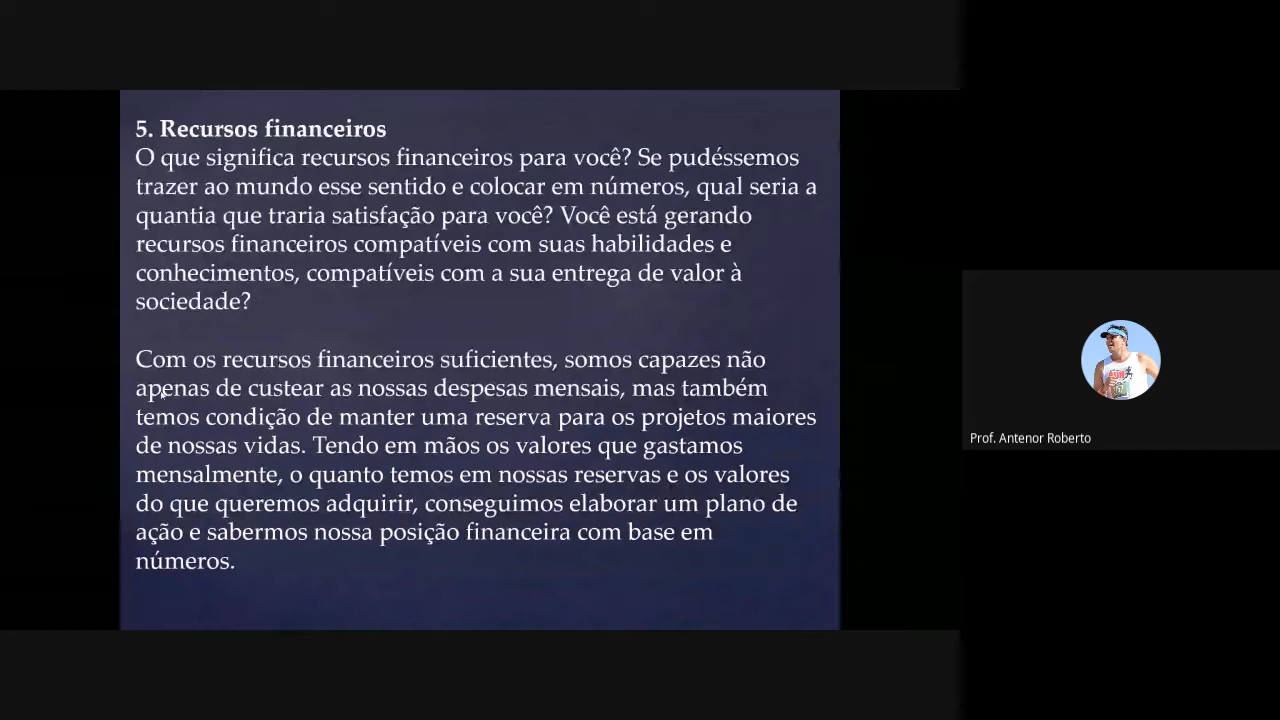 5. Recursos financeiros
O que significa recursos financeiros para você? Se pudéssemos
trazer ao mundo esse sentido e colocar em números, qual seria a
quantia que traria satisfação para você? Você está gerando
recursos financeiros compatíveis com suas habilidades e
conhecimentos, compatíveis com a sua entrega de valor à
sociedade?
Com os recursos financeiros suficientes, somos capazes não
apenas de custear as nossas despesas mensais, mas também
temos condição de manter uma reserva para os projetos maiores
de nossas vidas. Tendo em mãos os valores que gastamos
mensalmente, o quanto temos em nossas reservas e os valores
do que queremos adquirir, conseguimos elaborar um plano de
ação e sabermos nossa posição financeira com base em
números.
Prof. Antenor Roberto